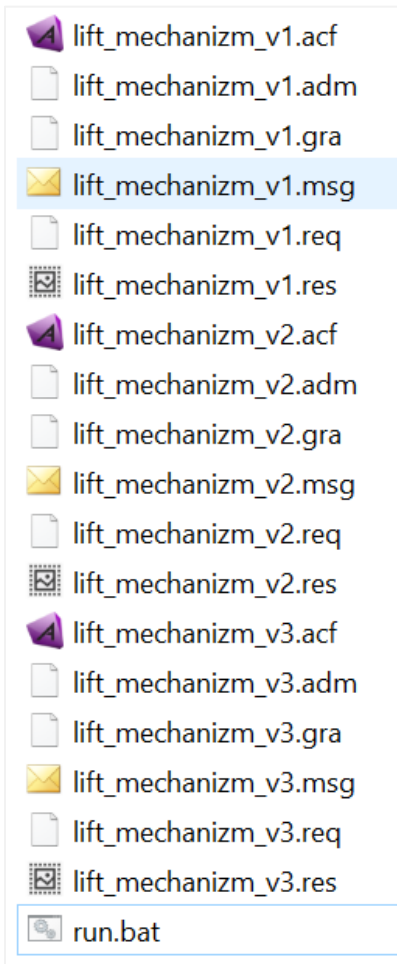 lift_mechanizm_v1.acf
lift_mechanizm_v1.adm
lift_mechanizm_v1.gra
lift_mechanizm_v1.msg
lift_mechanizm_v1.req
lift_mechanizm_v1.res
lift_mechanizm_v2.acf
lift_mechanizm_v2.adm
lift_mechanizm_v2.gra
lift_mechanizm_v2.msg
lift_mechanizm_v2.req
lift_mechanizm_v2.res
lift_mechanizm_v3.acf
lift_mechanizm_v3.adm
lift_mechanizm_v3.gra
lift_mechanizm_v3.msg
lift_mechanizm_v3.req
lift_mechanizm_v3.res
run.bat